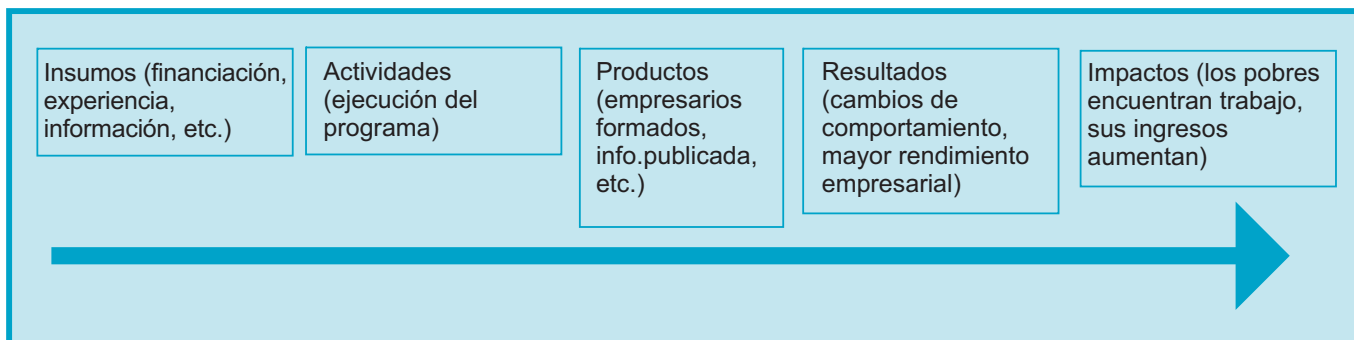 Insumos (financiación,
experiencia,
información, etc.)
Actividades
(ejecución del
programa)
Productos
(empresarios
formados,
info.publicada,
etc.)
Resultados
(cambios de
comportamiento,
mayor rendimiento
empresarial)
Impactos (los pobres
encuentran trabajo,
sus ingresos
aumentan)